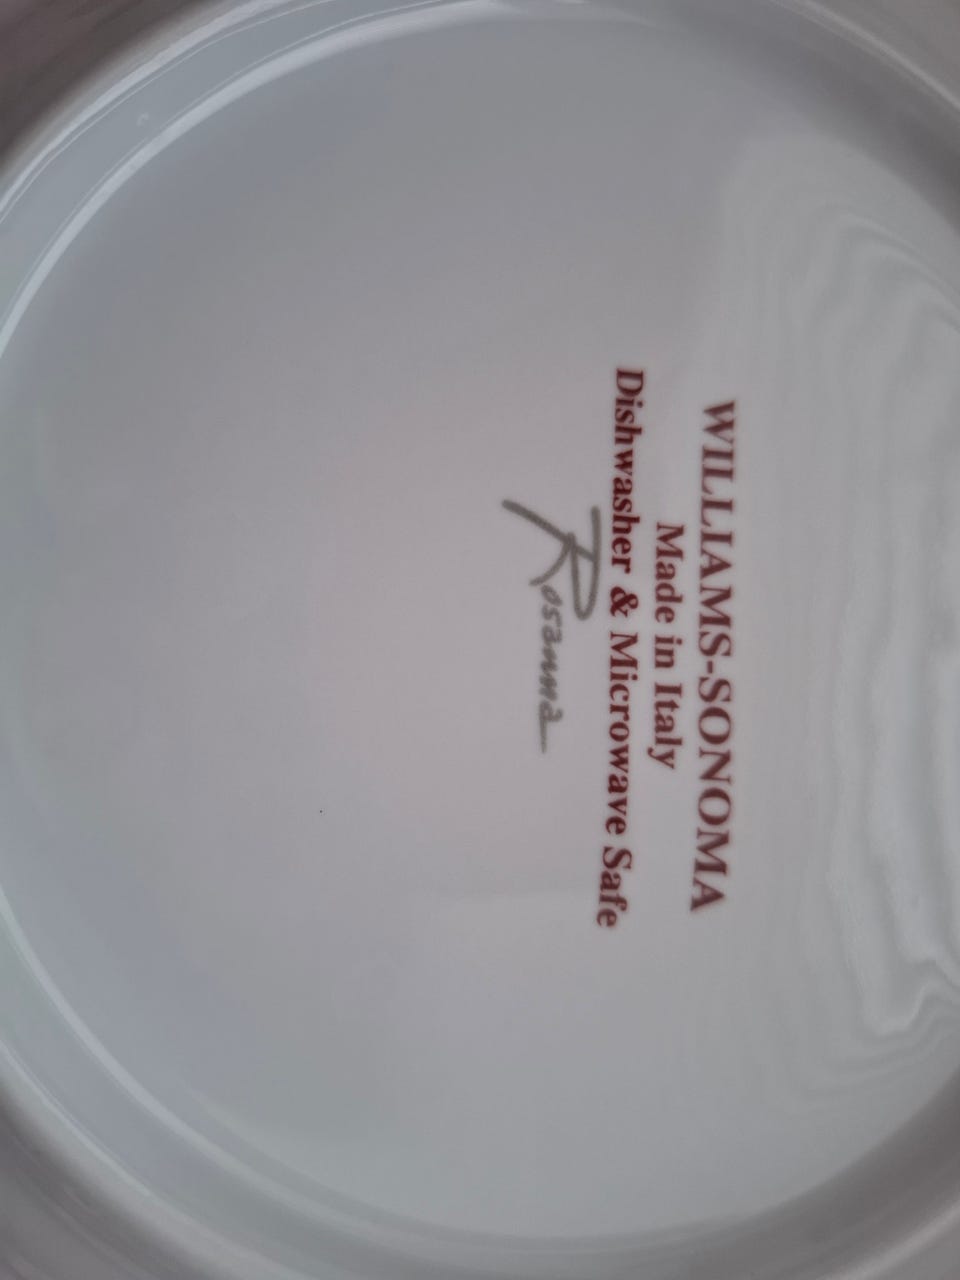 WILLIAMS-SONOMA
Made in Italy
Dishwasher & Microwave Safe
Rosanna